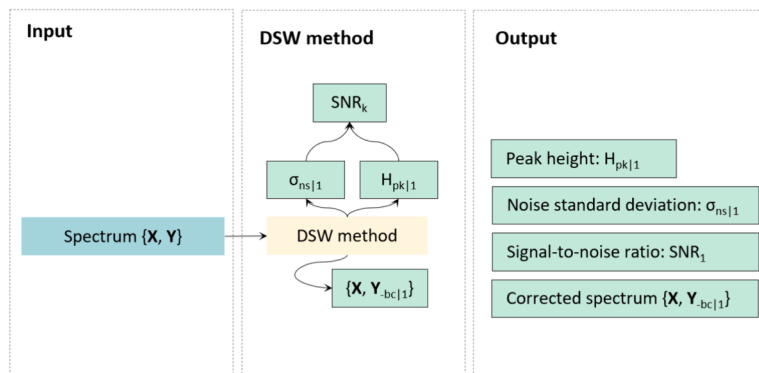 Input
DSW method
Output
SNRk
σns|1
Hpk|1
Spectrum {X, Y}
DSW method
{X, Y-bc|1}
Peak height: Hpk|1
Noise standard deviation: σns|1
Signal-to-noise ratio: SNR1
Corrected spectrum {X, Y-bc|1}